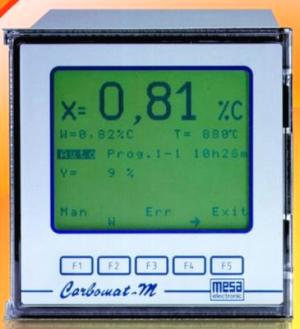 X= 0,81 %C
W=0,82%C T= 880°C
Auto Prog.1-1 10h26m
Y= 9 %
Man Err Exit
W →
F1 F2 F3 F4 F5
Carbomat-M
mesa
electronic